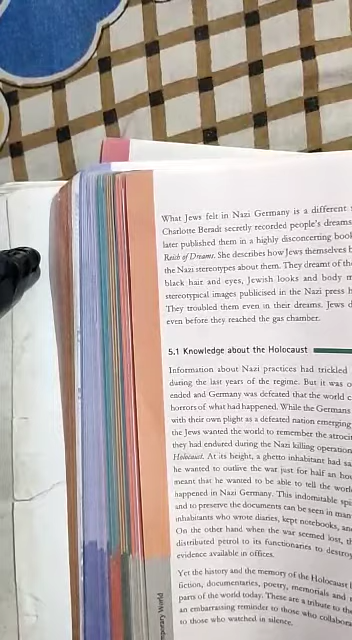 What Jews felt in Nazi Germany is a different
Charlotte Beradt secretly recorded people's dreams
later published them in a highly disconcerting book
Reich of Dreams. She describes how Jews themselves
the Nazi stereotypes about them. They dreamt of the
black hair and eyes, Jewish looks and body
stereotypical images publicised in the Nazi press
They troubled them even in their dreams. Jews
even before they reached the gas chamber.
5.1 Knowledge about the Holocaust
Information about Nazi practices had trickled
during the last years of the regime. But it was
ended and Germany was defeated that the world
horrors of what had happened. While the Germans
with their own plight as a defeated nation emerging
the Jews wanted the world to remember the
they had endured during the Nazi killing
Holocaust. At its height, a ghetto inhabitant had
he wanted to outlive the war just for half an
meant that he wanted to be able to tell the
happened in Nazi Germany. This indomitable
and to preserve the documents can be seen in
inhabitants who wrote diaries, kept notebooks,
On the other hand when the war seemed lost,
distributed petrol to its functionaries to
evidence available in offices.
Yet the history and the memory of the Holocaust
fiction, documentaries, poetry, memorials and
parts of the world today. These are a tribute to
an embarrassing reminder to those who
to those who watched in silence.